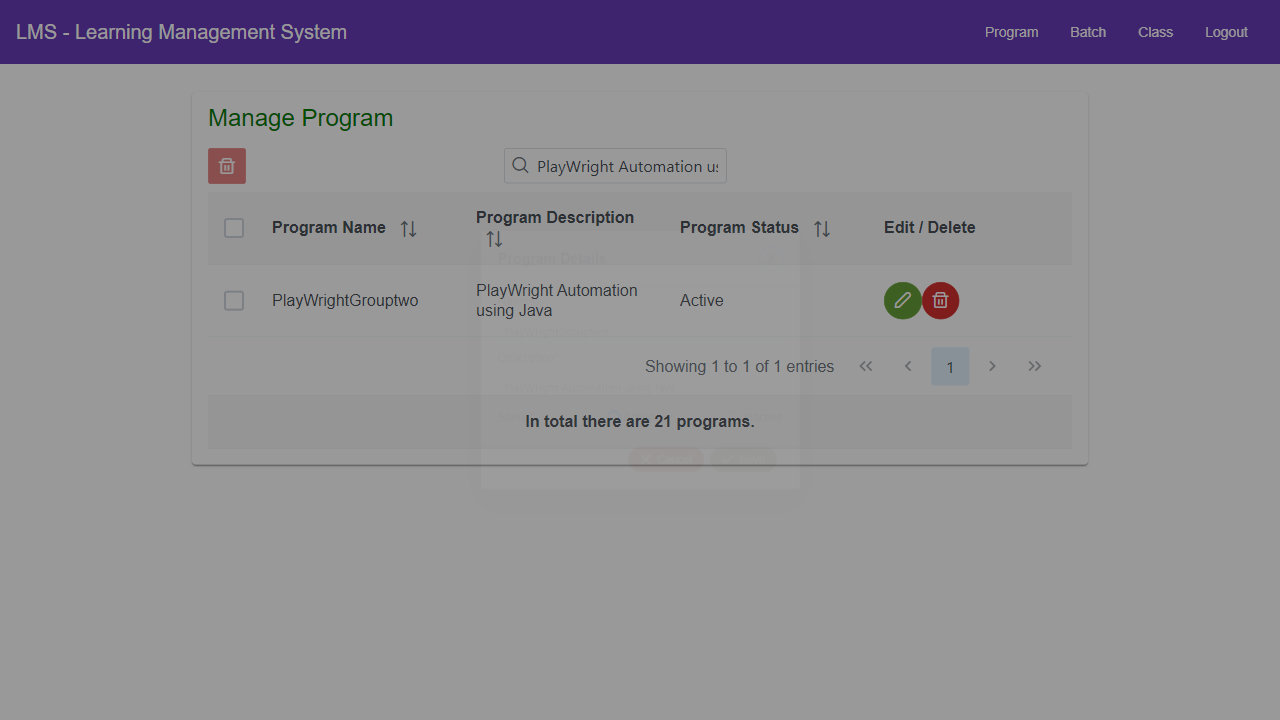 LMS - Learning Management System
Program Batch Class Logout
Manage Program
PlayWright Automation us
Program Name Program Description Program Status Edit / Delete
Program Details
PlayWrightGrouptwo PlayWright Automation Active
using Java
Showing 1 to 1 of 1 entries 1
In total there are 21 programs.